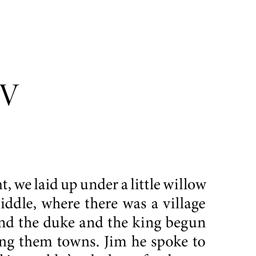 V
t, we laid up under a little willow
iddle, where there was a village
nd the duke and the king begun
ng them towns. Jim he spoke to